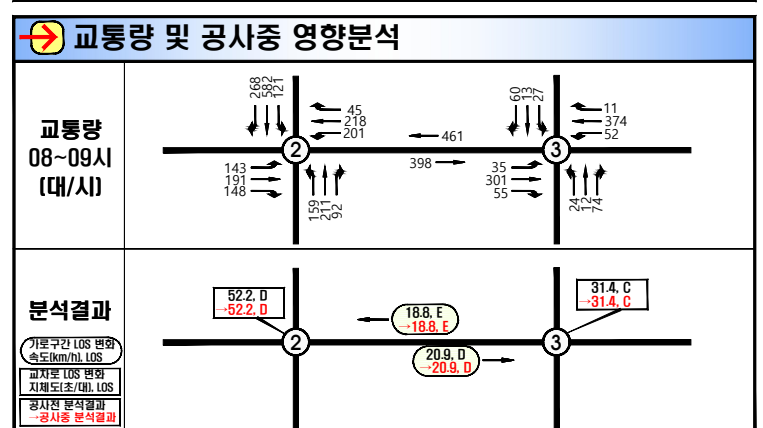 교통량 및 공사중 영향분석
교통량
08~09시
(대/시)
268
582
121
45
218
201
143
191
148
159
211
92
2
461
398
60
13
27
11
374
52
35
301
55
24
12
74
3
분석결과
가로구간 LOS 변화
속도(km/h), LOS
교차로 LOS 변화
지체도(초/대), LOS
공사전 분석결과
→공사중 분석결과
52.2, D
→52.2, D
2
18.8, E
→18.8, E
20.9, D
→20.9, D
31.4, C
→31.4, C
3